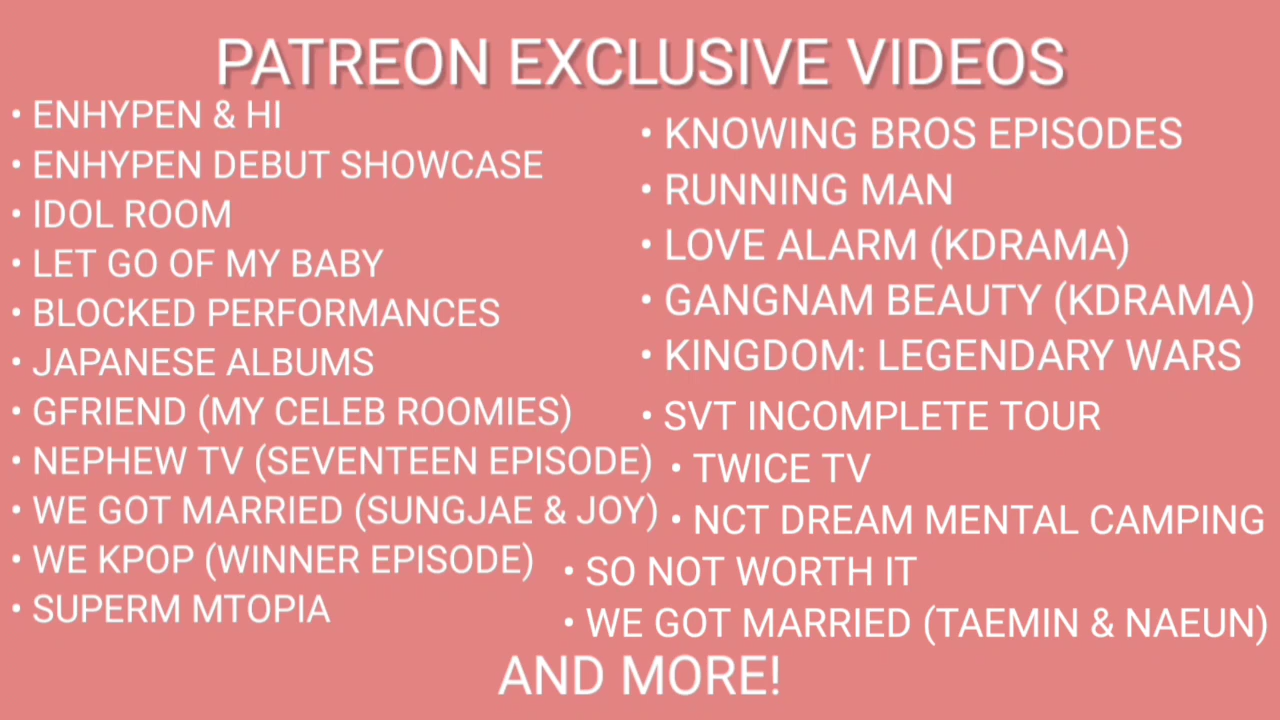 PATREON EXCLUSIVE VIDEOS
• ENHYPEN & HI
• ENHYPEN DEBUT SHOWCASE
• IDOL ROOM
• LET GO OF MY BABY
• BLOCKED PERFORMANCES
• JAPANESE ALBUMS
• GFRIEND (MY CELEB ROOMIES)
• NEPHEW TV (SEVENTEEN EPISODE)
• WE GOT MARRIED (SUNGJAE & JOY)
• WE KPOP (WINNER EPISODE)
• SUPERM MTOPIA
• KNOWING BROS EPISODES
• RUNNING MAN
• LOVE ALARM (KDRAMA)
• GANGNAM BEAUTY (KDRAMA)
• KINGDOM: LEGENDARY WARS
• SVT INCOMPLETE TOUR
• TWICE TV
• NCT DREAM MENTAL CAMPING
• SO NOT WORTH IT
• WE GOT MARRIED (TAEMIN & NAEUN)
AND MORE!